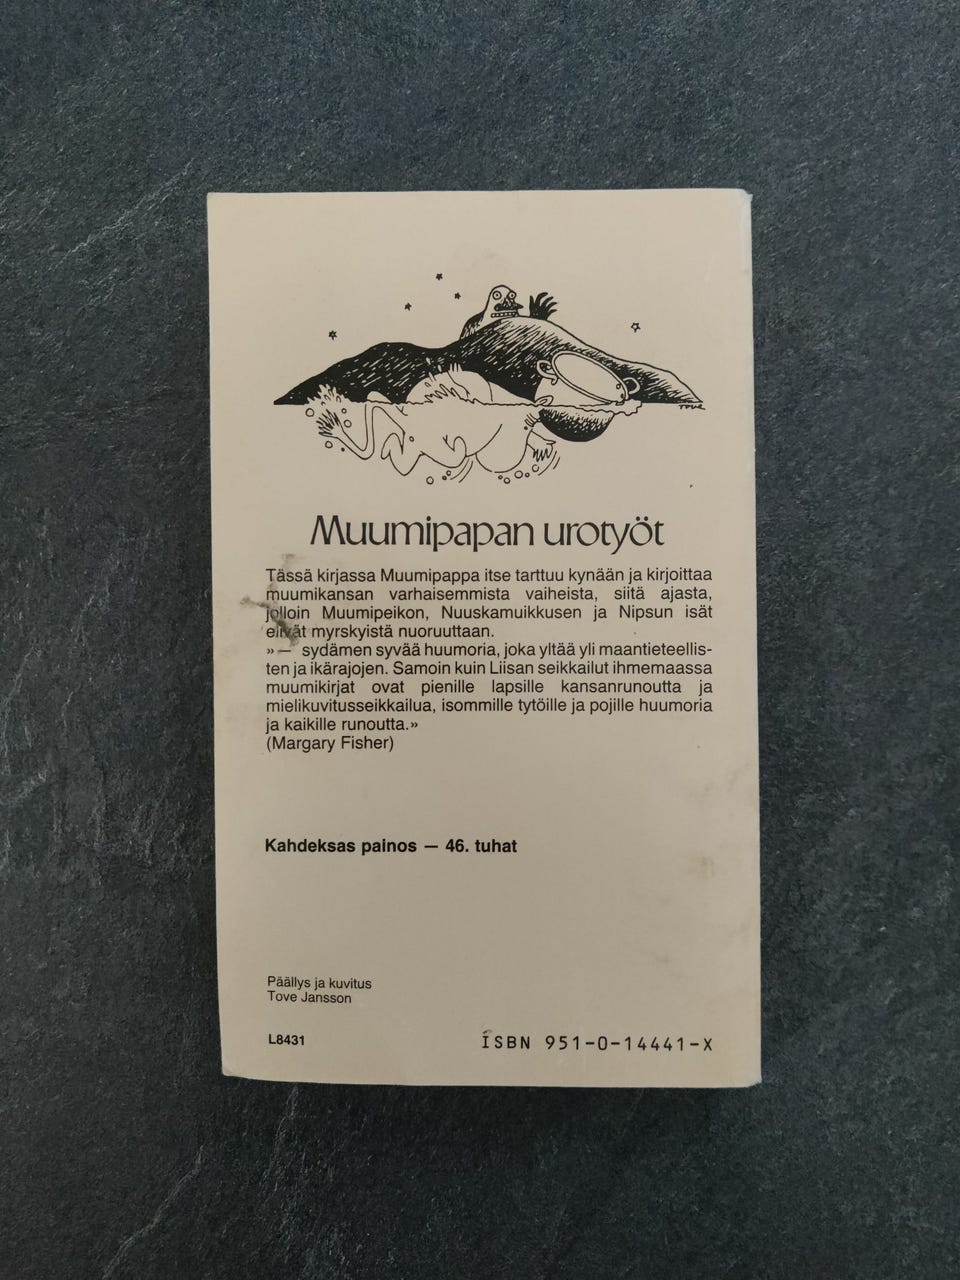 TOVE
Muumipapan urotyöt
Tässä kirjassa Muumipappa itse tarttuu kynään ja kirjoittaa
muumikansan varhaisemmista vaiheista, siitä ajasta,
jolloin Muumipeikon, Nuuskamuikkusen ja Nipsun isät
elivät myrskyistä nuoruuttaan.
»— sydämen syvää huumoria, joka yltää yli maantieteellis-
ten ja ikärajojen. Samoin kuin Liisan seikkailut ihmemaassa
muumikirjat ovat pienille lapsille kansanrunoutta ja
mielikuvitusseikkailua, isommille tytöille ja pojille huumoria
ja kaikille runoutta.»
(Margary Fisher)
Kahdeksas painos — 46. tuhat
Päällys ja kuvitus
Tove Jansson
L8431
ISBN 951-0-14441-X